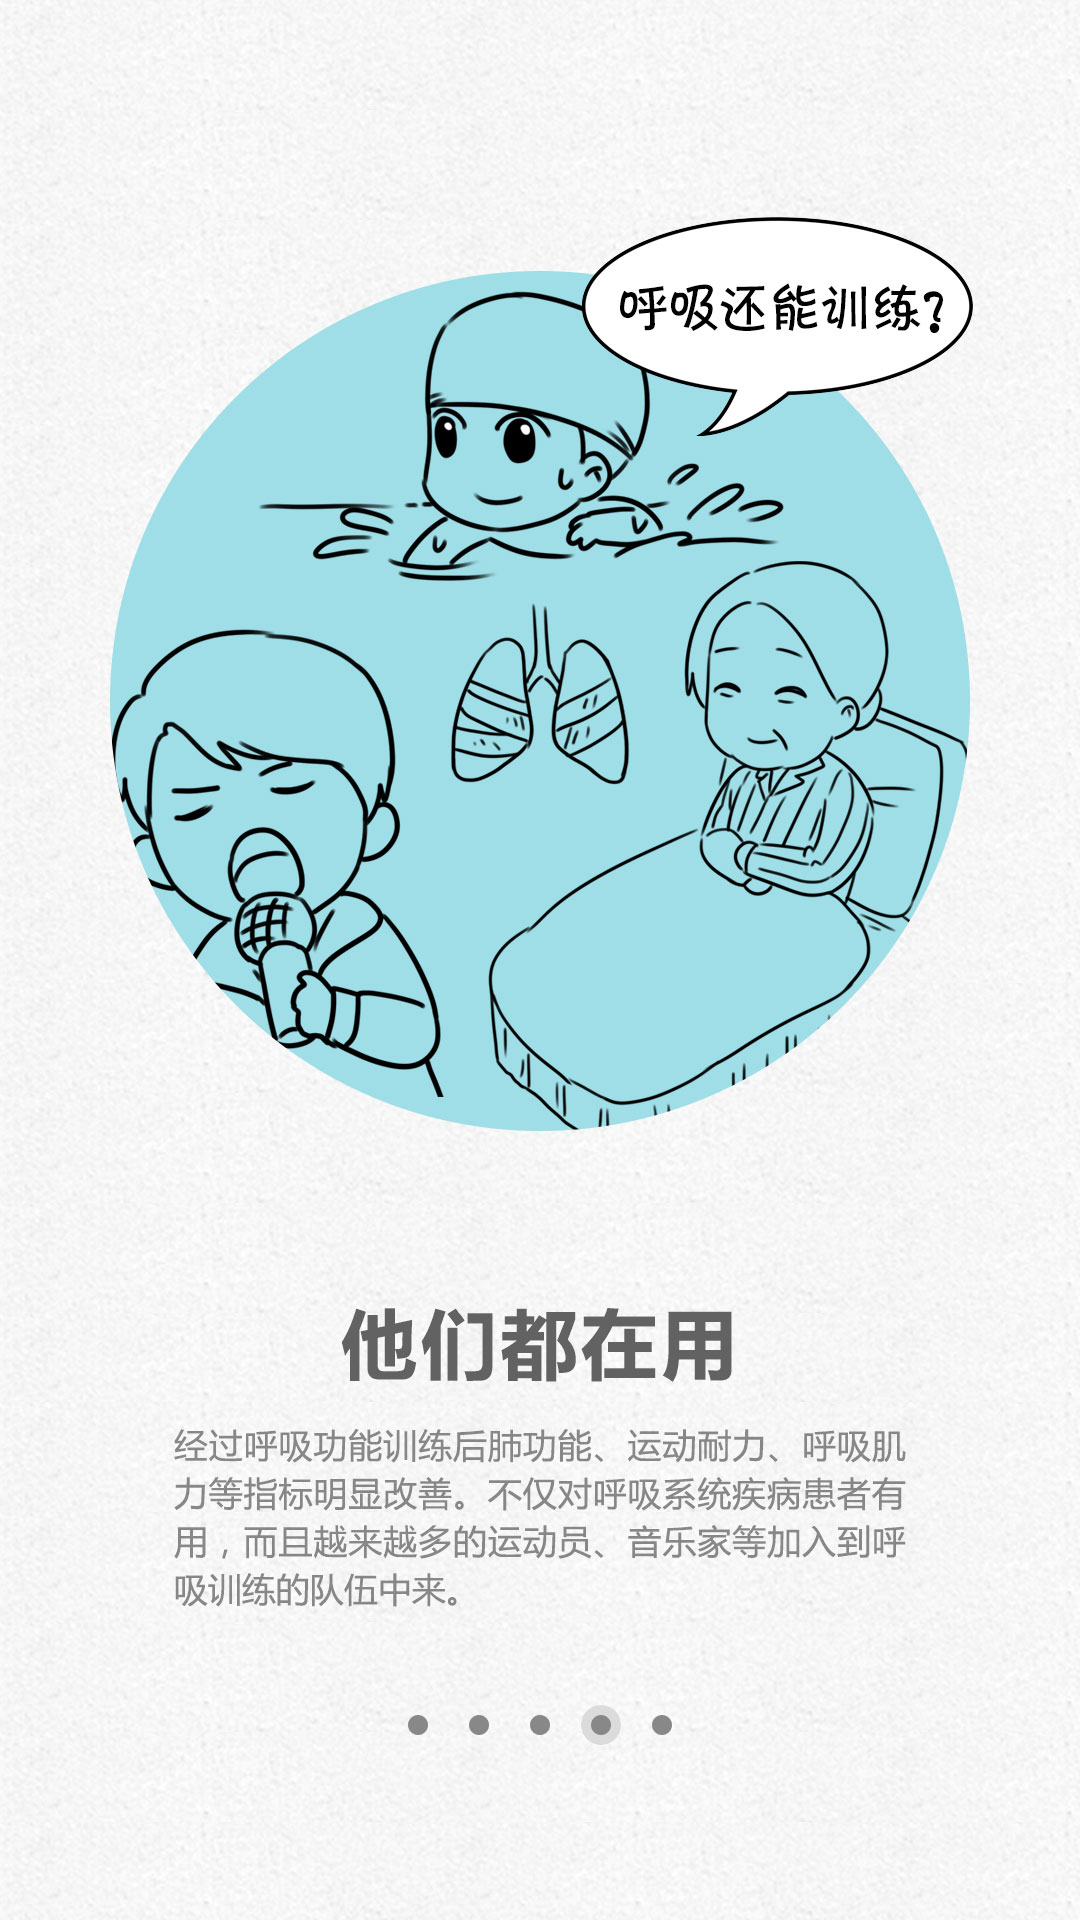 呼吸还能训练?
他们都在用
经过呼吸功能训练后肺功能、运动耐力、呼吸肌
力等指标明显改善。不仅对呼吸系统疾病患者有
用，而且越来越多的运动员、音乐家等加入到呼
吸训练的队伍中来。